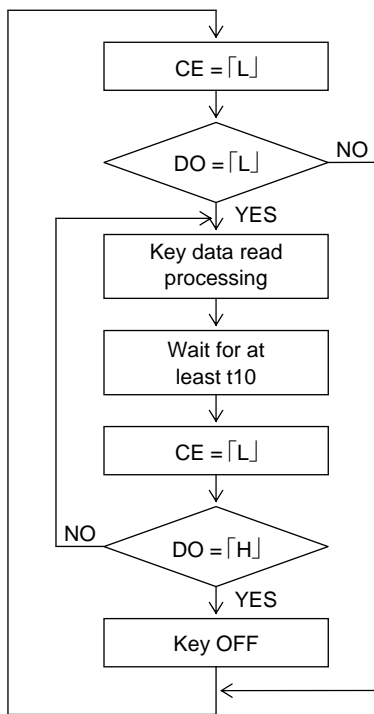 CE =⎾L⏌
DO =⎾L⏌
NO
YES
Key data read
processing
Wait for at
least t10
CE =⎾L⏌
NO
DO =⎾H⏌
YES
Key OFF